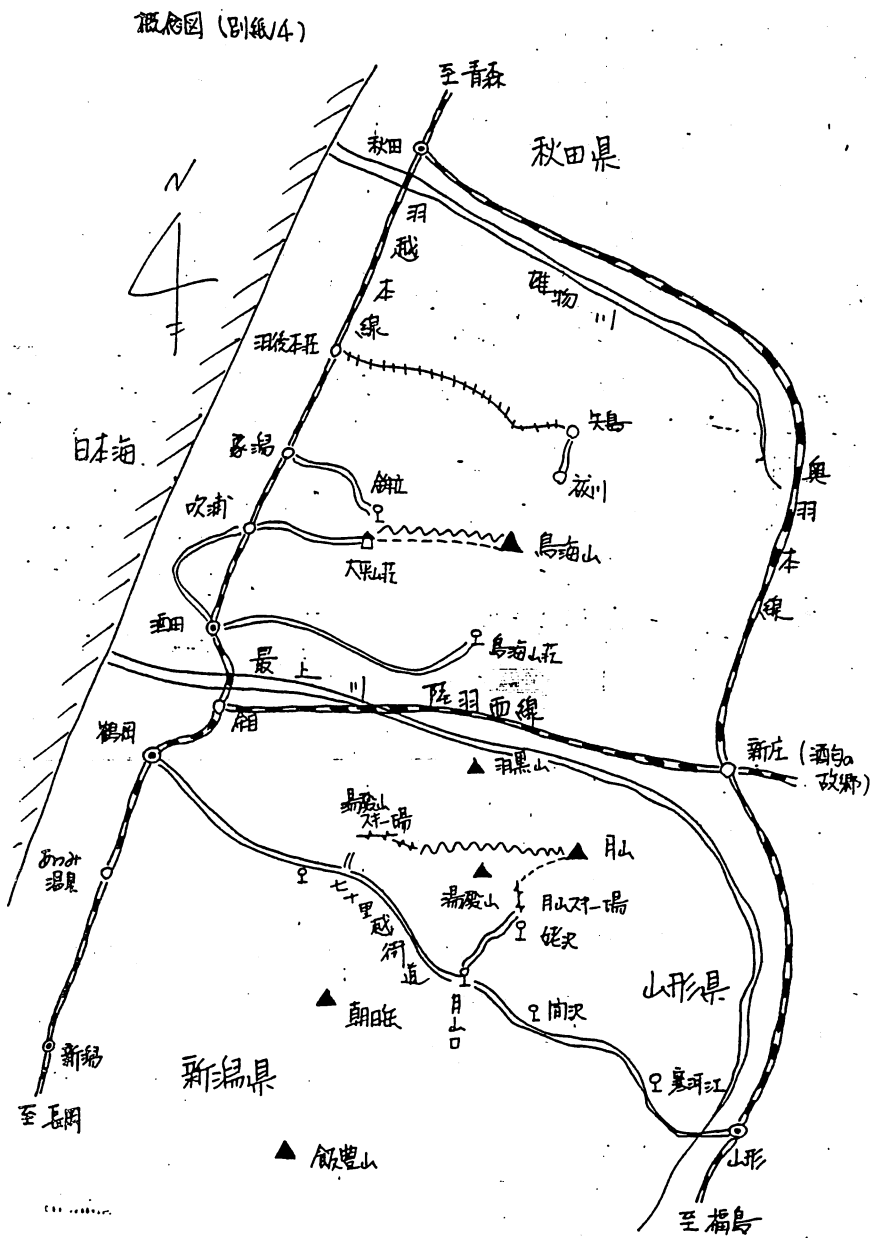 概念図 (別紙14)
至青森
秋田
秋田県
N
羽越本線
雄物川
羽後本荘
矢島
日本海
象潟
鉾立
吹浦
鳥海山
大平山荘
奥羽本線
酒田
鳥海山荘
最上川
陸羽西線
鶴岡
新庄 (酒匂の
故郷)
羽黒山
湯殿山
スキー場
月山
あつみ
温泉
湯殿山
月山スキー場
姥沢
七十里越街道
山形県
朝日岳
月山口
間沢
新潟
新潟県
寒河江
至長岡
山形
飯豊山
至福島